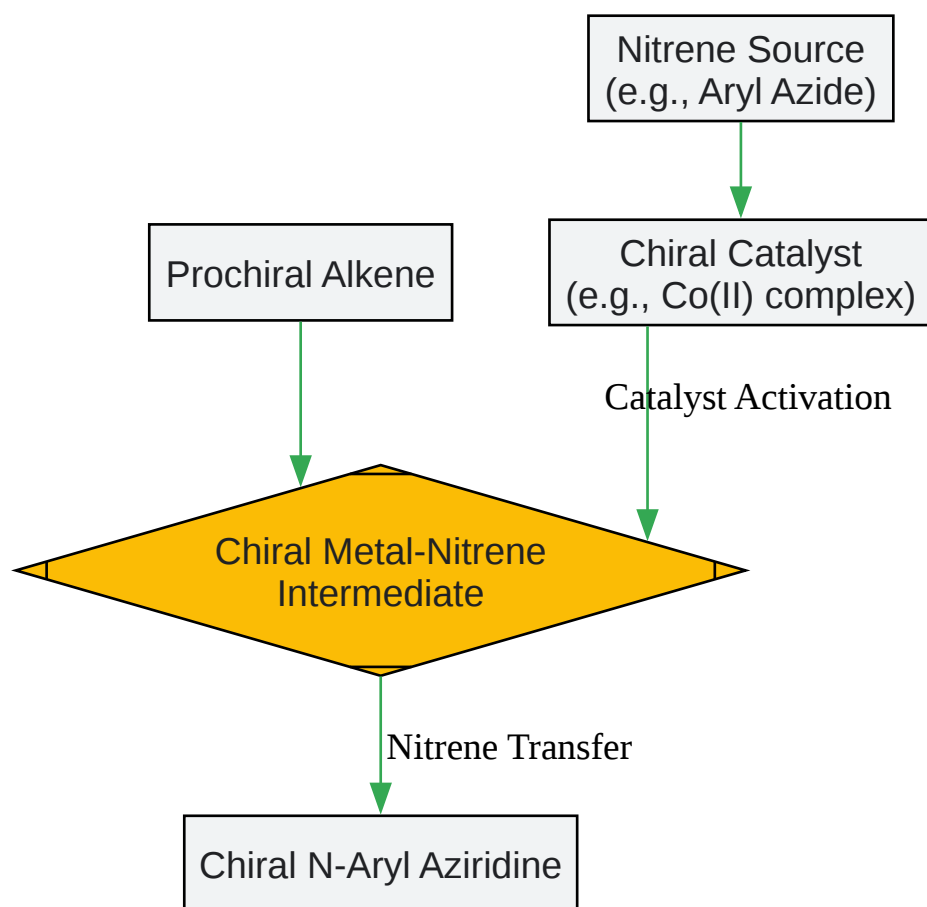 Nitrene Source
(e.g., Aryl Azide)
Prochiral Alkene
Chiral Catalyst
(e.g., Co(II) complex)
Catalyst Activation
Chiral Metal-Nitrene
Intermediate
Nitrene Transfer
Chiral N-Aryl Aziridine